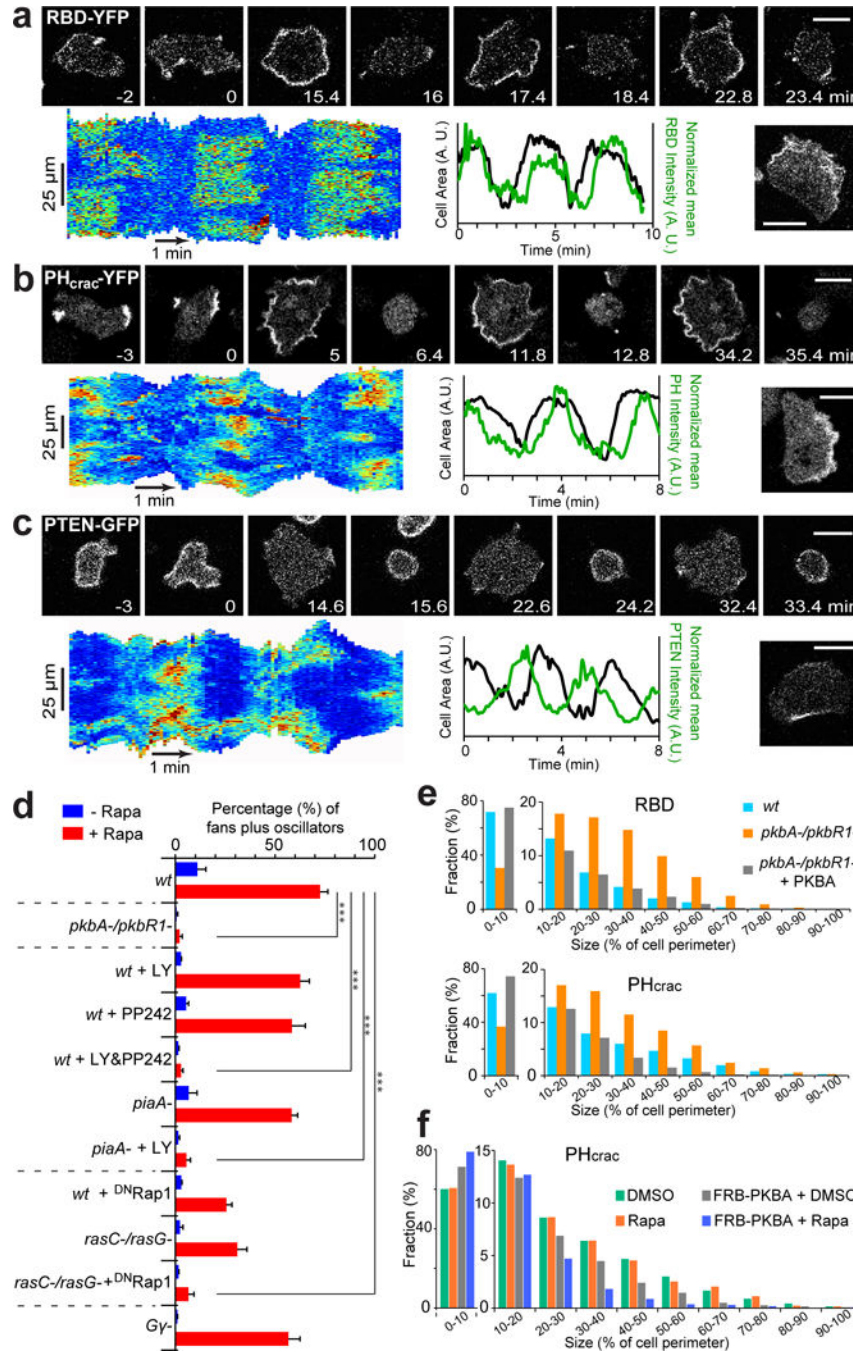 a
RBD-YFP
-2
0
15.4
16
17.4
18.4
22.8
23.4 min
25 µm
1 min
Cell Area (A. U.)
Normalized mean
RBD Intensity (A. U.)
0
5
10
Time (min)
b
PHcrac-YFP
-3
0
5
6.4
11.8
12.8
34.2
35.4 min
25 µm
1 min
Cell Area (A.U.)
Normalized mean
PH Intensity (A.U.)
0
4
8
Time (min)
c
PTEN-GFP
-3
0
14.6
15.6
22.6
24.2
32.4
33.4 min
25 µm
1 min
Cell Area (A.U.)
Normalized mean
PTEN Intensity (A.U.)
0
4
8
Time (min)
d
- Rapa
+ Rapa
Percentage (%) of
fans plus oscillators
0
50
100
wt
pkbA-/pkbR1-
wt + LY
wt + PP242
wt + LY&PP242
piaA-
piaA- + LY
wt + DNRap1
rasC-/rasG-
rasC-/rasG-+DNRap1
Gγ-
***
***
***
***
e
RBD
wt
pkbA-/pkbR1-
pkbA-/pkbR1-
+ PKBA
Fraction (%)
80
40
0
20
10
0
0-10
10-20
20-30
30-40
40-50
50-60
60-70
70-80
80-90
90-100
Size (% of cell perimeter)
PHcrac
Fraction (%)
80
40
0
20
10
0
0-10
10-20
20-30
30-40
40-50
50-60
60-70
70-80
80-90
90-100
Size (% of cell perimeter)
f
PHcrac
DMSO
FRB-PKBA + DMSO
Rapa
FRB-PKBA + Rapa
Fraction (%)
80
40
0
15
10
5
0
0-10
10-20
20-30
30-40
40-50
50-60
60-70
70-80
80-90
90-100
Size (% of cell perimeter)